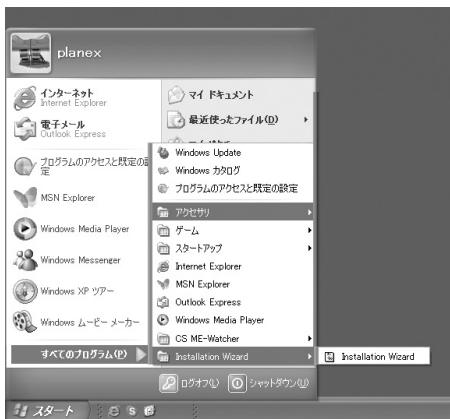 planex
インターネット
Internet Explorer
電子メール
Outlook Express
プログラムのアクセスと既定の
定
MSN Explorer
Windows Media Player
Windows Messenger
Windows XP ツアー
Windows ムービー メーカー
すべてのプログラム(P)
マイ ドキュメント
最近使ったファイル(D)
Windows Update
Windows カタログ
プログラムのアクセスと既定の設定
アクセサリ
ゲーム
スタートアップ
Internet Explorer
MSN Explorer
Outlook Express
Windows Media Player
CS ME-Watcher
Installation Wizard
Installation Wizard
ログオフ(L)
シャットダウン(U)
スタート